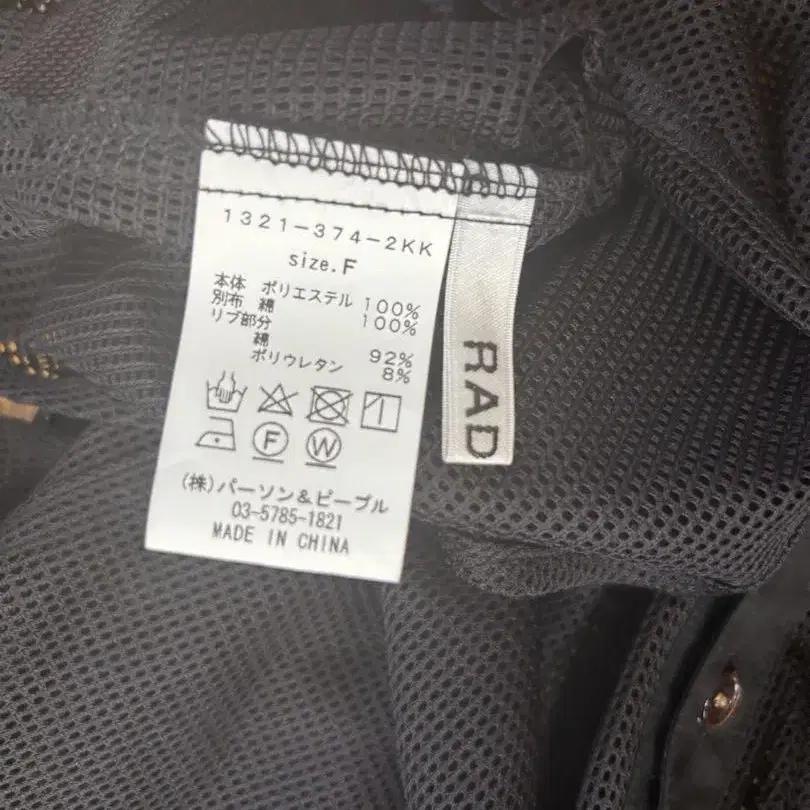 1321-374-2KK
size.F
本体 ポリエステル 100%
別布 綿 100%
リブ部分
綿 92%
ポリウレタン 8%
F W
(株)パーソン&ピープル
03-5785-1821
MADE IN CHINA
RAD